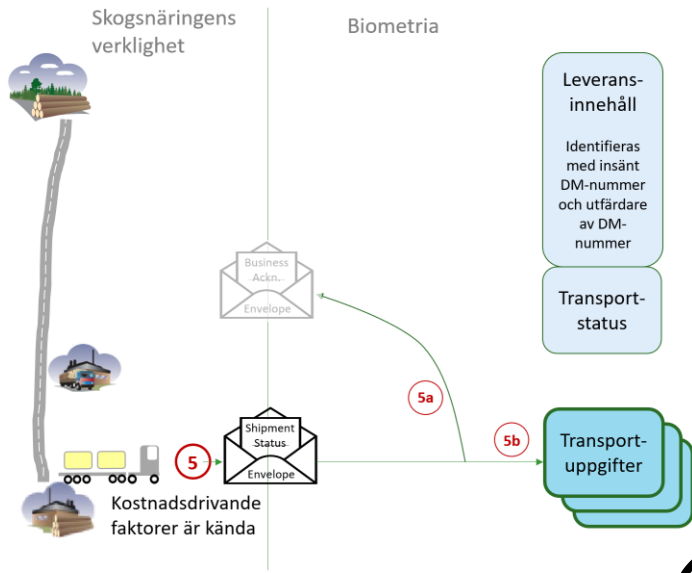 Skogsnäringens
verklighet
Biometria
Leverans-
innehåll
Identifieras
med insänt
DM-nummer
och utfärdare
av DM-
nummer
Transport-
status
Business
Ackn.
Envelope
5a
5
Shipment
Status
Envelope
5b
Transport-
uppgifter
Kostnadsdrivande
faktorer är kända